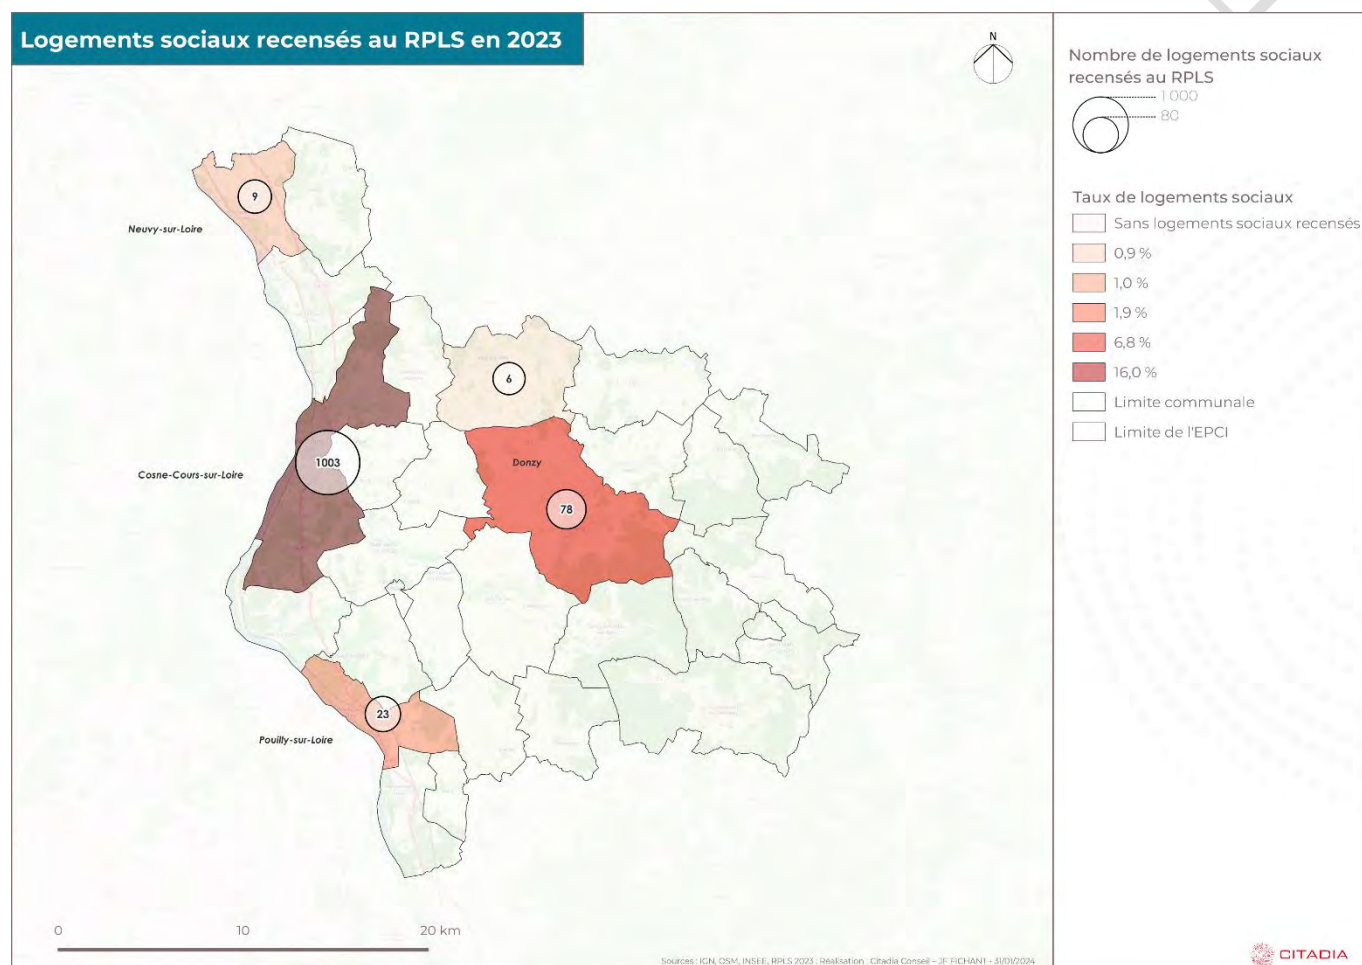 Logements sociaux recensés au RPLS en 2023
N
Neuvy-sur-Loire
9
6
Cosne-Cours-sur-Loire
1003
Donzy
78
Pouilly-sur-Loire
23
0
10
20 km
Sources : IGN, OSM, INSEE, RPLS 2023 ; Réalisation : Citadia Conseil – JF FICHANT - 31/01/2024
Nombre de logements sociaux
recensés au RPLS
1 000
80
Taux de logements sociaux
Sans logements sociaux recensés
0,9 %
1,0 %
1,9 %
6,8 %
16,0 %
Limite communale
Limite de l'EPCI
CITADIA